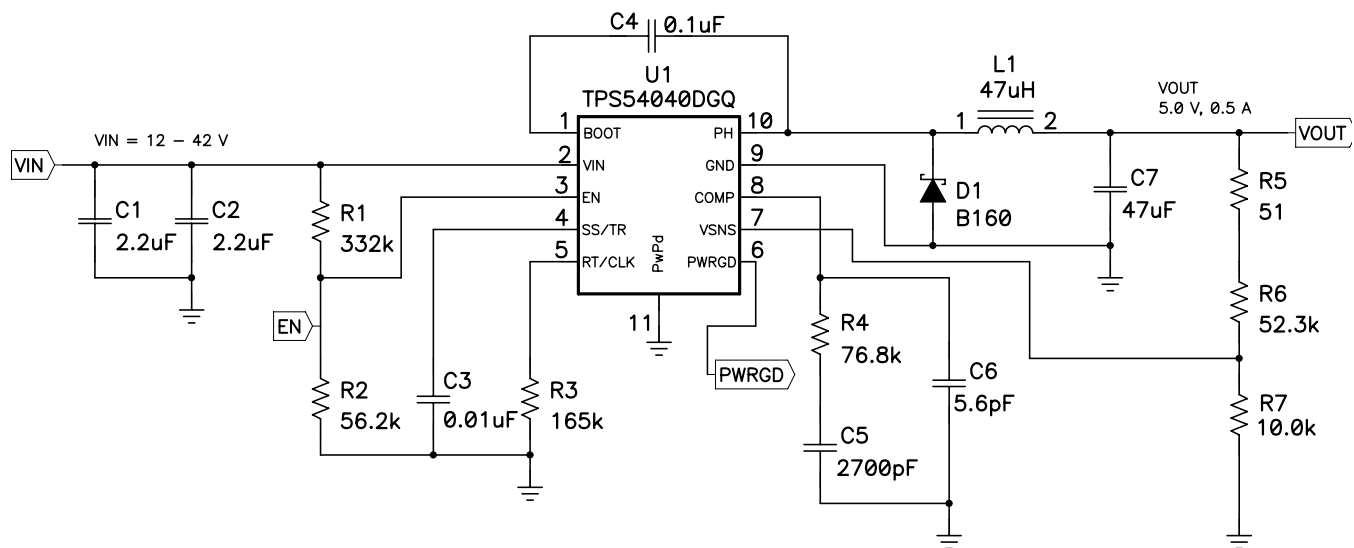 C4 0.1uF
U1
TPS54040DGQ
L1
47uH
VOUT
5.0 V, 0.5 A
VIN = 12 – 42 V
VIN
VOUT
1 BOOT
2 VIN
3 EN
4 SS/TR
5 RT/CLK
PH 10
GND 9
COMP 8
VSNS 7
PWRGD 6
PwPd
11
1 2
C1
2.2uF
C2
2.2uF
R1
332k
D1
B160
C7
47uF
R5
51
EN
R2
56.2k
C3
0.01uF
R3
165k
PWRGD
R4
76.8k
C6
5.6pF
C5
2700pF
R6
52.3k
R7
10.0k